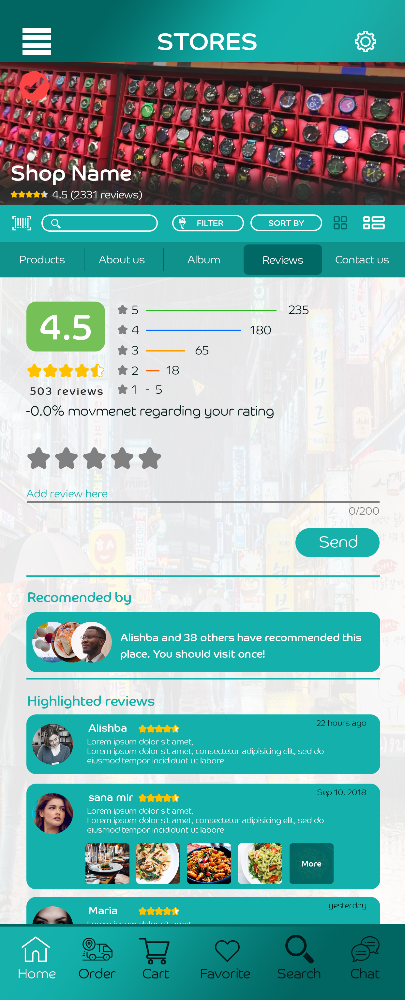 STORES
Shop Name
4.5 (2331 reviews)
FILTER
SORT BY
Products
About us
Album
Reviews
Contact us
4.5
5
235
4
180
3
65
2
18
1
5
503 reviews
-0.0% movmenet regarding your rating
Add review here
0/200
Send
Recomended by
Alishba and 38 others have recommended this
place. You should visit once!
Highlighted reviews
Alishba
22 hours ago
Lorem ipsum dolor sit amet,
Lorem ipsum dolor sit amet, consectetur adipisicing elit, sed do
eiusmod tempor incididunt ut labore
sana mir
Sep 10, 2018
Lorem ipsum dolor sit amet,
Lorem ipsum dolor sit amet, consectetur adipisicing elit, sed do
eiusmod tempor incididunt ut labore
More
Maria
yesterday
Lorem ipsum dolor sit amet
Home
Order
Cart
Favorite
Search
Chat